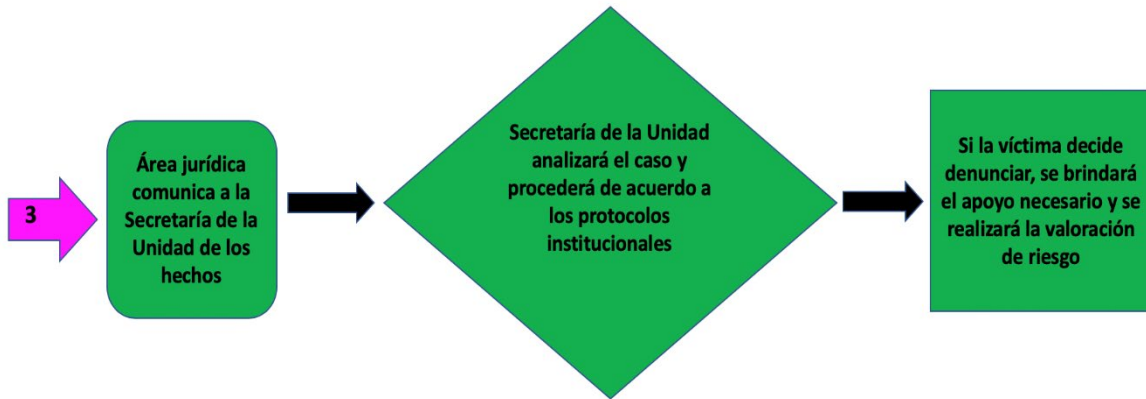 3
Área jurídica
comunica a la
Secretaría de la
Unidad de los
hechos
Secretaría de la Unidad
analizará el caso y
procederá de acuerdo a
los protocolos
institucionales
Si la víctima decide
denunciar, se brindará
el apoyo necesario y se
realizará la valoración
de riesgo